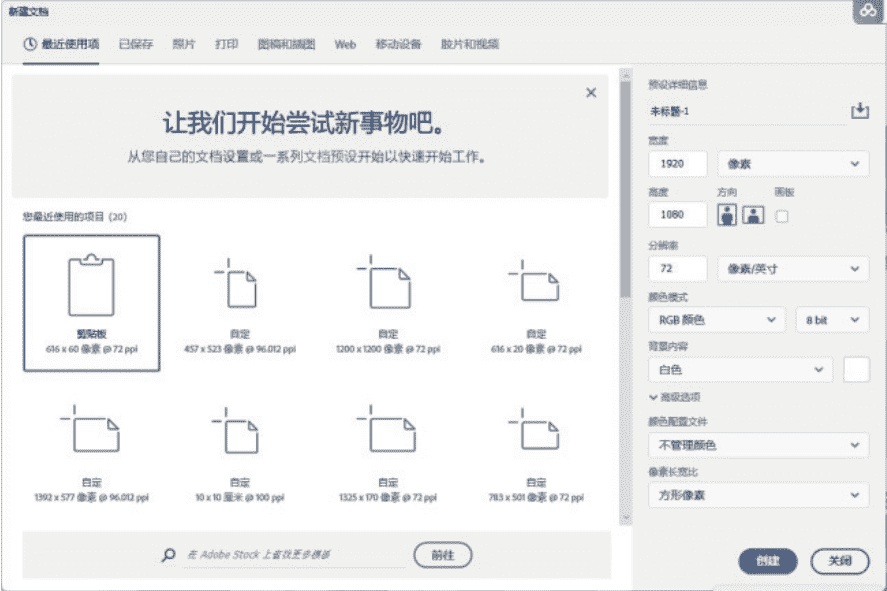 新建文档
最近使用项 已保存 照片 打印 图稿和插图 Web 移动设备 胶片和视频
让我们开始尝试新事物吧。
从您自己的文档设置或一系列文档预设开始以快速开始工作。
您最近使用的项目 (20)
剪贴板
616 x 60 像素 @ 72 ppi
自定
457 x 523 像素 @ 96.012 ppi
自定
1200 x 1200 像素 @ 72 ppi
自定
616 x 20 像素 @ 72 ppi
自定
1392 x 577 像素 @ 96.012 ppi
自定
10 x 10 厘米 @ 100 ppi
自定
1325 x 170 像素 @ 72 ppi
自定
783 x 501 像素 @ 72 ppi
在 Adobe Stock 上查找更多模板
前往
预设详细信息
未标题-1
宽度
1920 像素
高度 方向 画板
1080
分辨率
72 像素/英寸
颜色模式
RGB 颜色 8 bit
背景内容
白色
高级选项
颜色配置文件
不管理颜色
像素长宽比
方形像素
创建 关闭